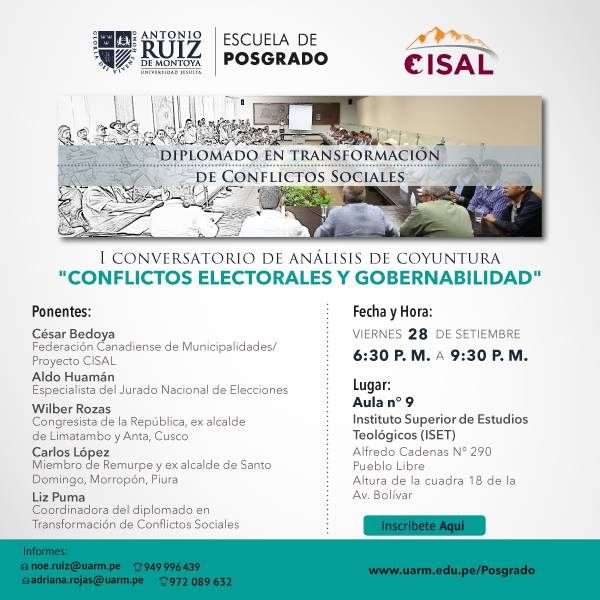 ANTONIO
RUIZ
DE MONTOYA
UNIVERSIDAD JESUITA
ESCUELA DE
POSGRADO
CISAL
DIPLOMADO EN TRANSFORMACIÓN
DE CONFLICTOS SOCIALES
I CONVERSATORIO DE ANÁLISIS DE COYUNTURA
"CONFLICTOS ELECTORALES Y GOBERNABILIDAD"
Ponentes:
César Bedoya
Federación Canadiense de Municipalidades/
Proyecto CISAL
Aldo Huamán
Especialista del Jurado Nacional de Elecciones
Wilber Rozas
Congresista de la República, ex alcalde
de Limatambo y Anta, Cusco
Carlos López
Miembro de Remurpe y ex alcalde de Santo
Domingo, Morropón, Piura
Liz Puma
Coordinadora del diplomado en
Transformación de Conflictos Sociales
Fecha y Hora:
VIERNES 28 DE SETIEMBRE
6:30 P. M. A 9:30 P. M.
Lugar:
Aula n° 9
Instituto Superior de Estudios
Teológicos (ISET)
Alfredo Cadenas N° 290
Pueblo Libre
Altura de la cuadra 18 de la
Av. Bolívar
Inscríbete Aquí
Informes:
noe.ruiz@uarm.pe 949 996 439
adriana.rojas@uarm.pe 972 089 632
www.uarm.edu.pe/Posgrado